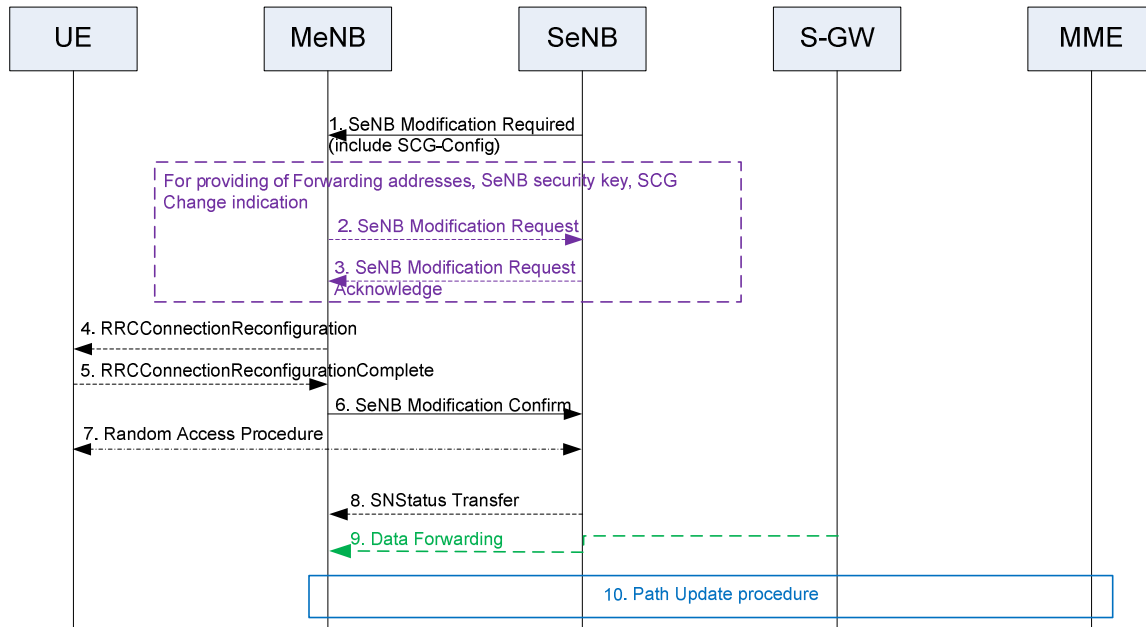 UE
MeNB
SeNB
S-GW
MME
1. SeNB Modification Required
(include SCG-Config)
For providing of Forwarding addresses, SeNB security key, SCG
Change indication
2. SeNB Modification Request
3. SeNB Modification Request
Acknowledge
4. RRCConnectionReconfiguration
5. RRCConnectionReconfigurationComplete
6. SeNB Modification Confirm
7. Random Access Procedure
8. SNStatus Transfer
9. Data Forwarding
10. Path Update procedure